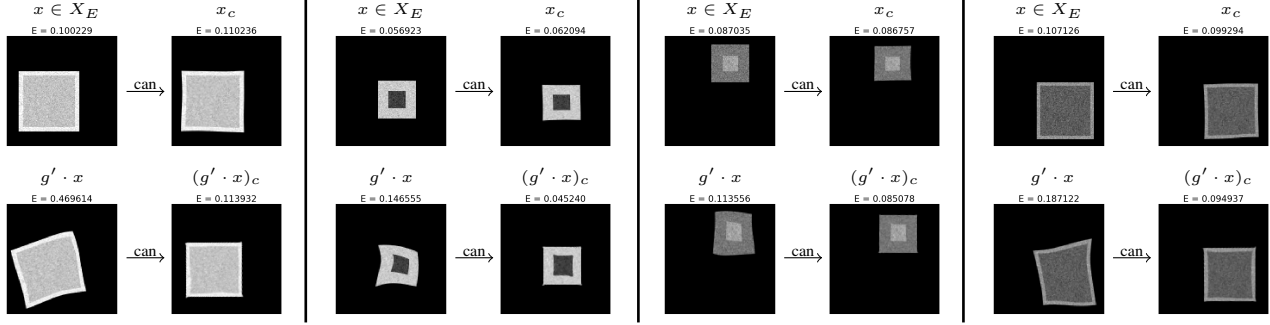 x ∈ X_E x_c
E = 0.100229 E = 0.110236
can
g′ · x (g′ · x)_c
E = 0.469614 E = 0.113932
can
x ∈ X_E x_c
E = 0.056923 E = 0.062094
can
g′ · x (g′ · x)_c
E = 0.146555 E = 0.045240
can
x ∈ X_E x_c
E = 0.087035 E = 0.086757
can
g′ · x (g′ · x)_c
E = 0.113556 E = 0.085078
can
x ∈ X_E x_c
E = 0.107126 E = 0.099294
can
g′ · x (g′ · x)_c
E = 0.187122 E = 0.094937
can